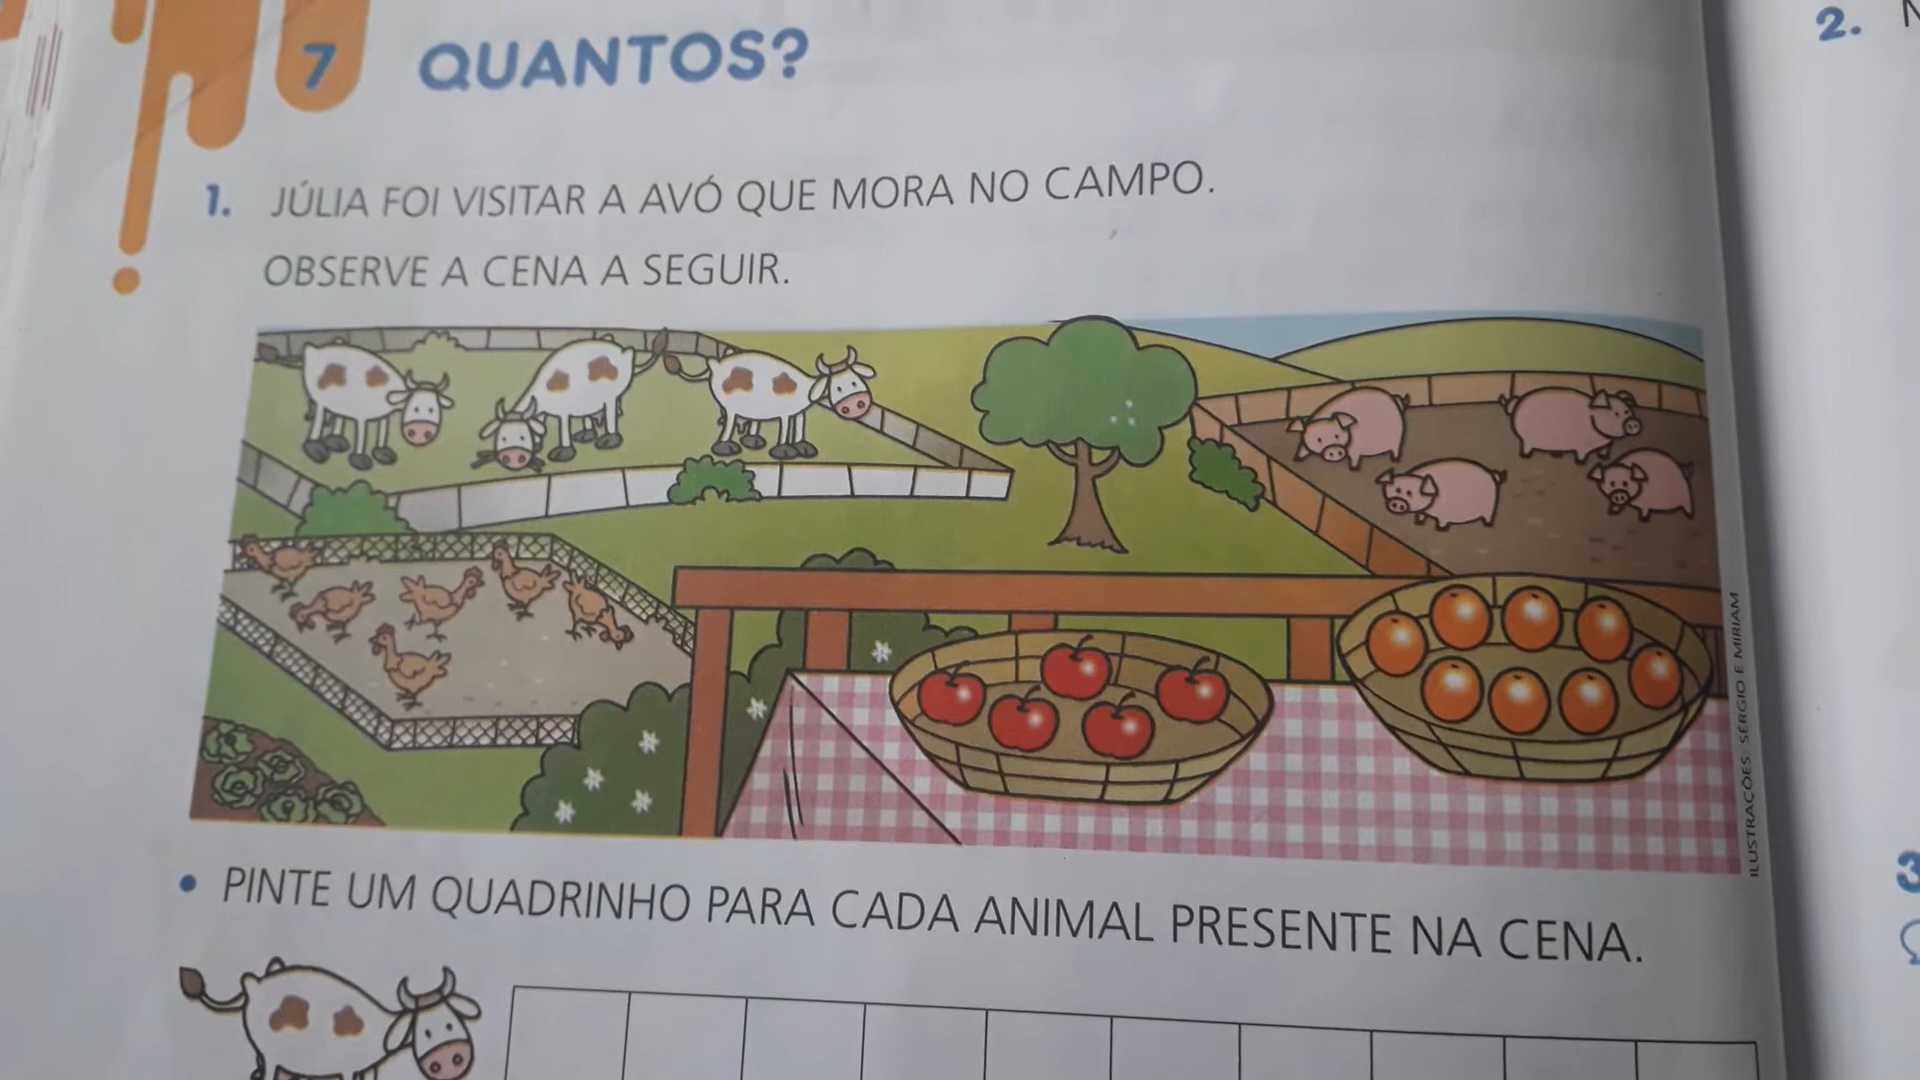 7 QUANTOS?
1. JÚLIA FOI VISITAR A AVÓ QUE MORA NO CAMPO.
OBSERVE A CENA A SEGUIR.
ILUSTRAÇÕES: SÉRGIO E MIRIAM
• PINTE UM QUADRINHO PARA CADA ANIMAL PRESENTE NA CENA.
2.
3